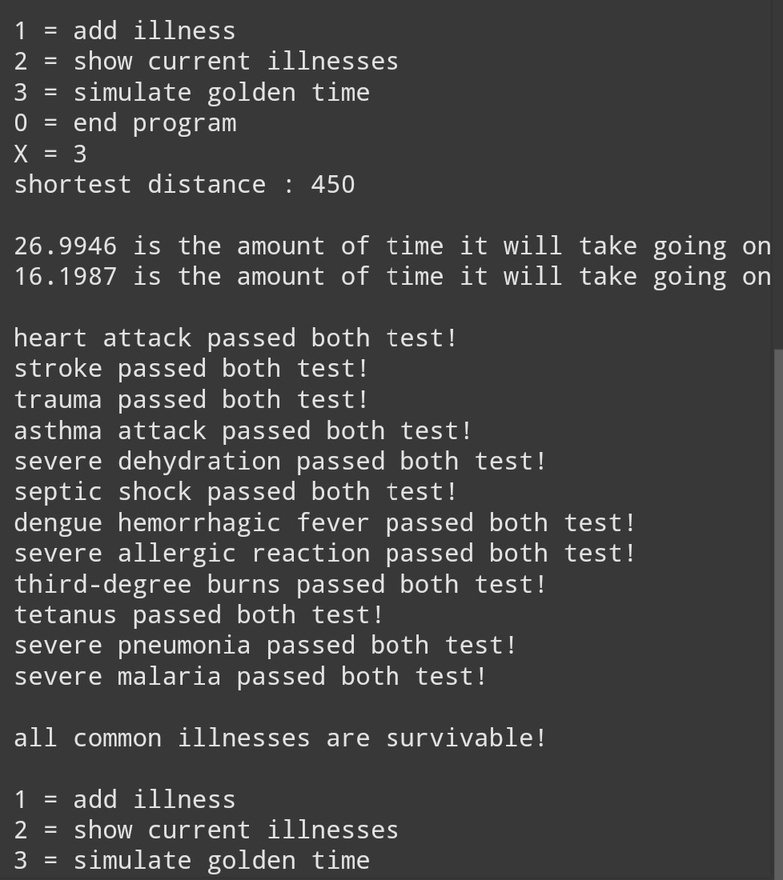 1 = add illness
2 = show current illnesses
3 = simulate golden time
0 = end program
X = 3
shortest distance : 450
26.9946 is the amount of time it will take going on
16.1987 is the amount of time it will take going on
heart attack passed both test!
stroke passed both test!
trauma passed both test!
asthma attack passed both test!
severe dehydration passed both test!
septic shock passed both test!
dengue hemorrhagic fever passed both test!
severe allergic reaction passed both test!
third-degree burns passed both test!
tetanus passed both test!
severe pneumonia passed both test!
severe malaria passed both test!
all common illnesses are survivable!
1 = add illness
2 = show current illnesses
3 = simulate golden time